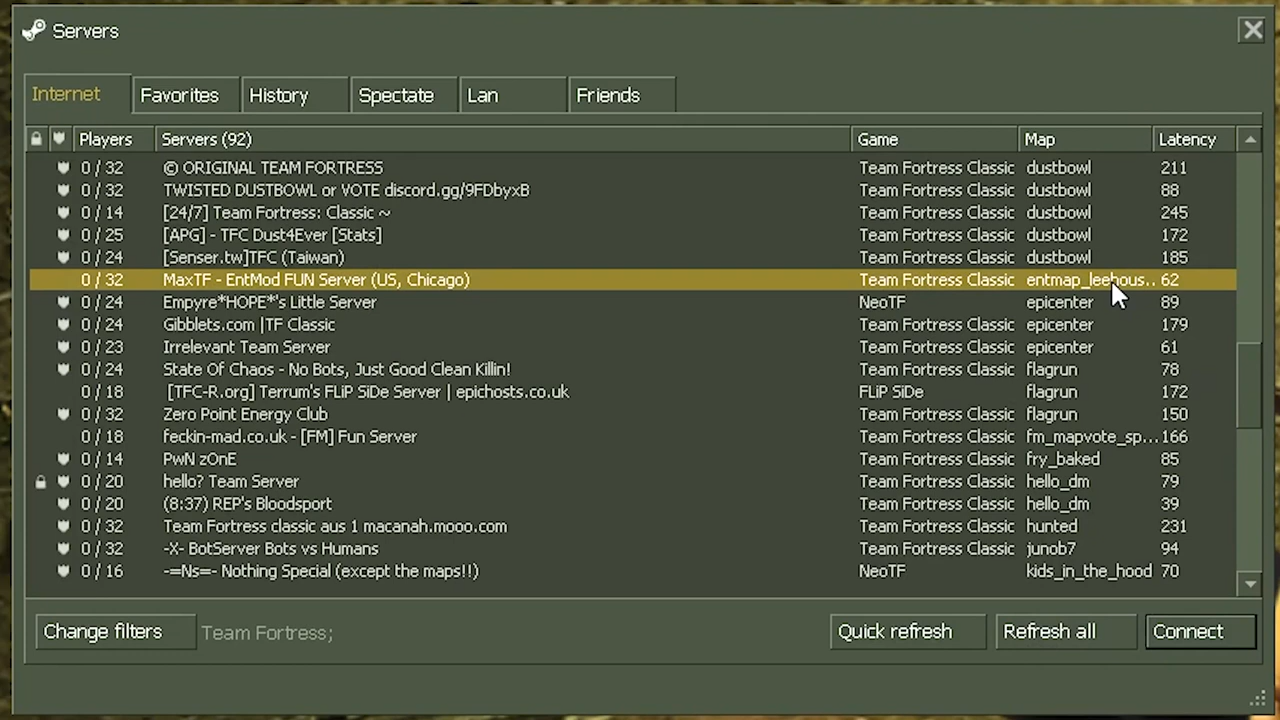 Servers
Internet Favorites History Spectate Lan Friends
Players Servers (92) Game Map Latency
0 / 32 © ORIGINAL TEAM FORTRESS Team Fortress Classic dustbowl 211
0 / 32 TWISTED DUSTBOWL or VOTE discord.gg/9FDbyxB Team Fortress Classic dustbowl 88
0 / 14 [24/7] Team Fortress: Classic ~ Team Fortress Classic dustbowl 245
0 / 25 [APG] - TFC Dust4Ever [Stats] Team Fortress Classic dustbowl 172
0 / 24 [Senser.tw]TFC (Taiwan) Team Fortress Classic dustbowl 185
0 / 32 MaxTF - EntMod FUN Server (US, Chicago) Team Fortress Classic entmap_leehous... 62
0 / 24 Empyre*HOPE*'s Little Server NeoTF epicenter 89
0 / 24 Gibblets.com |TF Classic Team Fortress Classic epicenter 179
0 / 23 Irrelevant Team Server Team Fortress Classic epicenter 61
0 / 24 State Of Chaos - No Bots, Just Good Clean Killin! Team Fortress Classic flagrun 78
0 / 18 [TFC-R.org] Terrum's FLiP SiDe Server | epichosts.co.uk FLiP SiDe flagrun 172
0 / 32 Zero Point Energy Club Team Fortress Classic flagrun 150
0 / 18 feckin-mad.co.uk - [FM] Fun Server Team Fortress Classic fm_mapvote_sp... 166
0 / 14 PwN zOnE Team Fortress Classic fry_baked 85
0 / 20 hello? Team Server Team Fortress Classic hello_dm 79
0 / 20 (8:37) REP's Bloodsport Team Fortress Classic hello_dm 39
0 / 32 Team Fortress classic aus 1 macanah.mooo.com Team Fortress Classic hunted 231
0 / 32 -X- BotServer Bots vs Humans Team Fortress Classic junob7 94
0 / 16 -=Ns=- Nothing Special (except the maps!!) NeoTF kids_in_the_hood 70
Change filters Team Fortress; Quick refresh Refresh all Connect